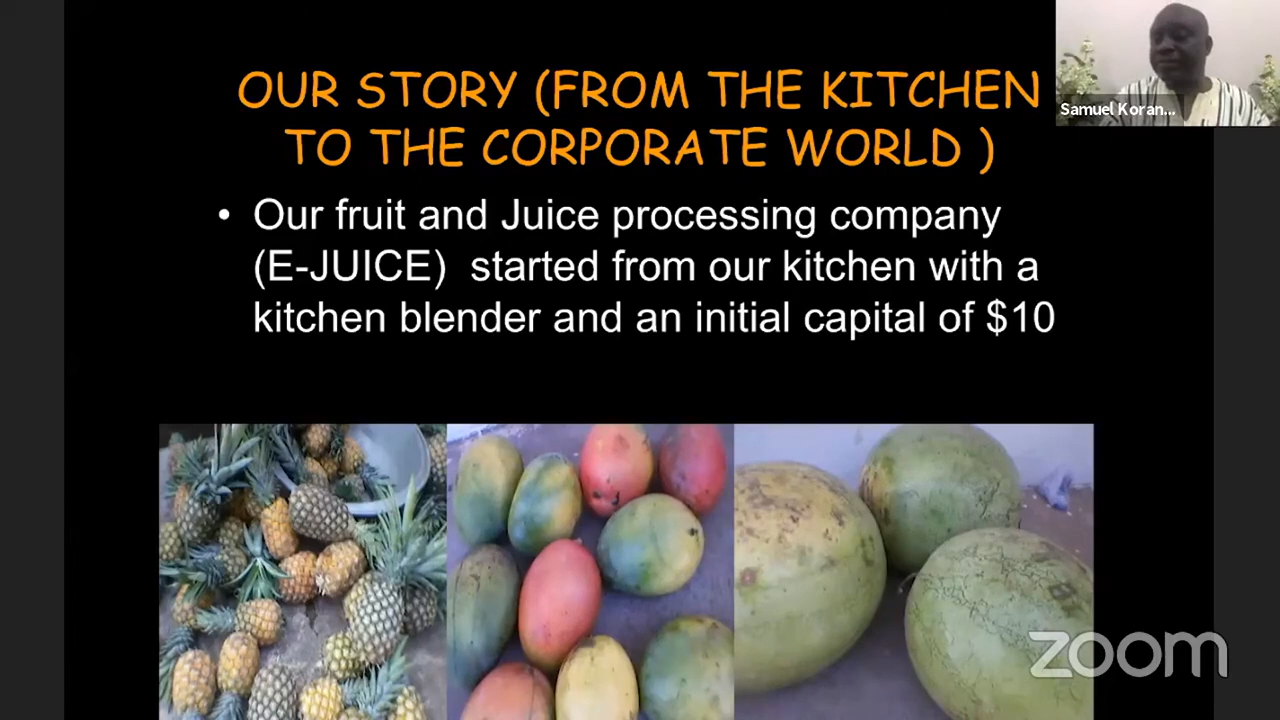 OUR STORY (FROM THE KITCHEN
TO THE CORPORATE WORLD )
Samuel Koran...
• Our fruit and Juice processing company
(E-JUICE) started from our kitchen with a
kitchen blender and an initial capital of $10
zoom